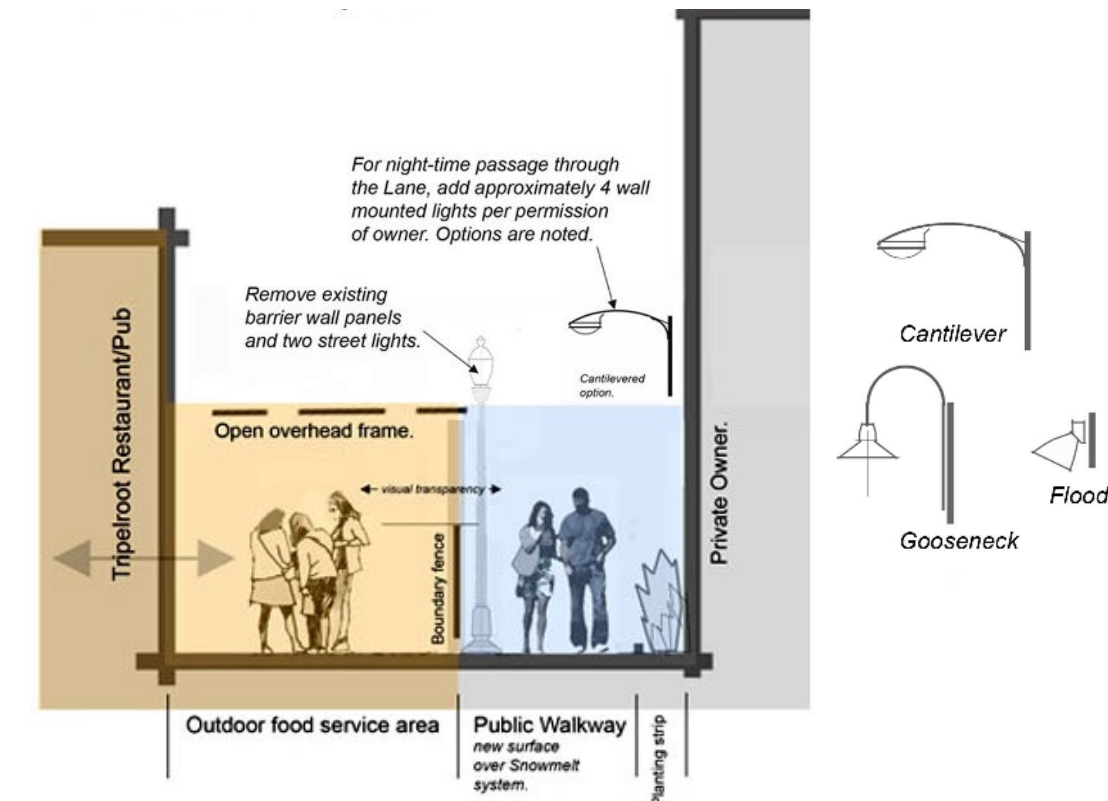 For night-time passage through
the Lane, add approximately 4 wall
mounted lights per permission
of owner. Options are noted.
Remove existing
barrier wall panels
and two street lights.
Cantilevered
option.
Cantilever
Gooseneck
Flood
Tripelroot Restaurant/Pub
Open overhead frame.
visual transparency
Boundary fence
Private Owner.
Outdoor food service area
Public Walkway
new surface
over Snowmelt
system.
Planting strip